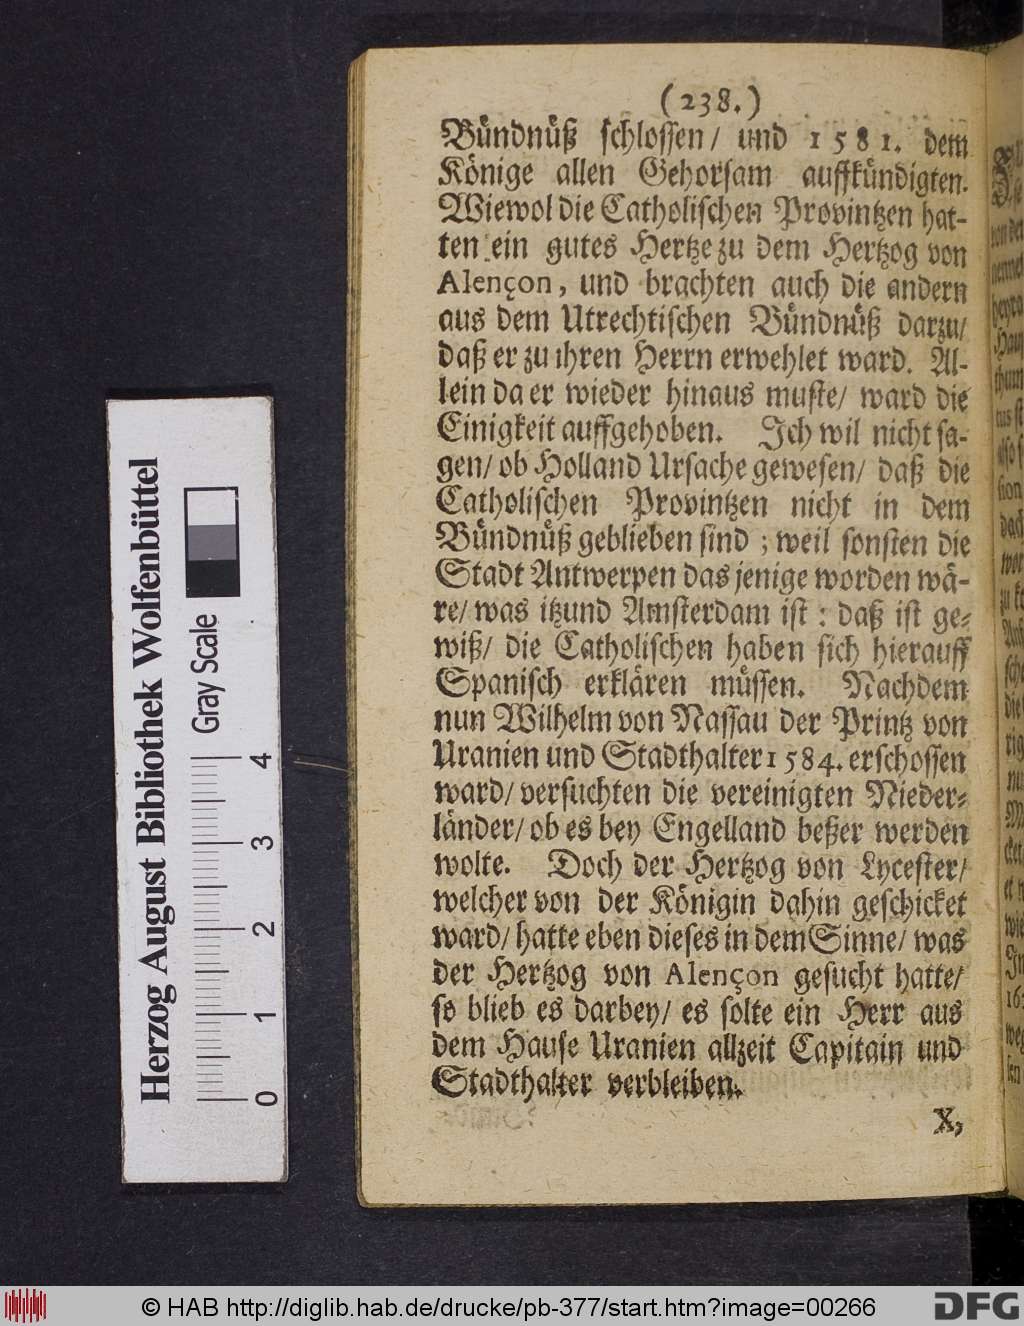 (238.)
Bündnüß schlossen/ und 1581. dem
Könige allen Gehorsam auffkündigten.
Wiewol die Catholischen Provintzen hat-
ten ein gutes Hertze zu dem Hertzog von
Alençon, und brachten auch die andern
aus dem Utrechtischen Bündnüß darzu/
daß er zu ihren Herrn erwehlet ward. Al-
lein da er wieder hinaus muste/ ward die
Einigkeit auffgehoben. Ich wil nicht sa-
gen/ ob Holland Ursache gewesen/ daß die
Catholischen Provintzen nicht in dem
Bündnüß geblieben sind; weil sonsten die
Stadt Antwerpen das jenige worden wä-
re/ was itzund Amsterdam ist: daß ist ge-
wiß/ die Catholischen haben sich hierauff
Spanisch erklären müssen. Nachdem
nun Wilhelm von Nassau der Printz von
Uranien und Stadthalter 1584. erschossen
ward/ versuchten die vereinigten Nieder-
länder/ ob es bey Engelland beßer werden
wolte. Doch der Hertzog von Lycester/
welcher von der Königin dahin geschicket
ward/ hatte eben dieses in dem Sinne/ was
der Hertzog von Alençon gesucht hatte/
so blieb es darbey/ es solte ein Herr aus
dem Hause Uranien allzeit Capitain und
Stadthalter verbleiben.
X,
Herzog August Bibliothek Wolfenbüttel
Gray Scale
0 1 2 3 4
© HAB http://diglib.hab.de/drucke/pb-377/start.htm?image=00266
DFG